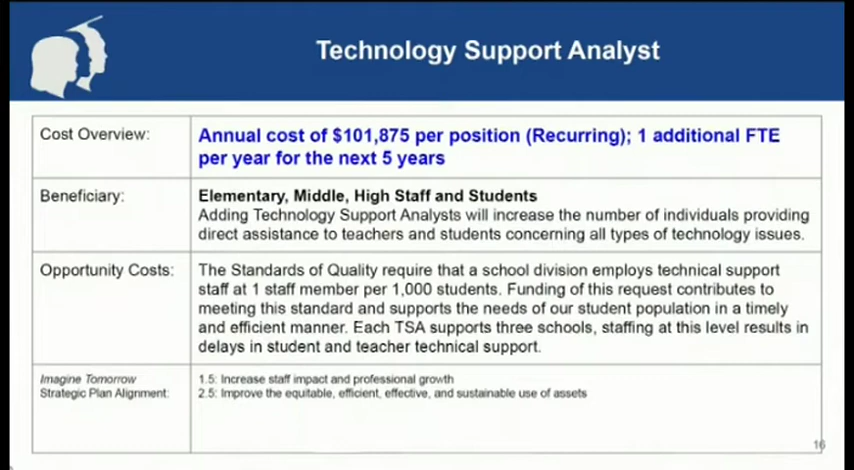 Technology Support Analyst
Cost Overview:
Annual cost of $101,875 per position (Recurring); 1 additional FTE
per year for the next 5 years
Beneficiary:
Elementary, Middle, High Staff and Students
Adding Technology Support Analysts will increase the number of individuals providing
direct assistance to teachers and students concerning all types of technology issues.
Opportunity Costs:
The Standards of Quality require that a school division employs technical support
staff at 1 staff member per 1,000 students. Funding of this request contributes to
meeting this standard and supports the needs of our student population in a timely
and efficient manner. Each TSA supports three schools, staffing at this level results in
delays in student and teacher technical support.
Imagine Tomorrow
Strategic Plan Alignment:
1.5: Increase staff impact and professional growth
2.5: Improve the equitable, efficient, effective, and sustainable use of assets
16